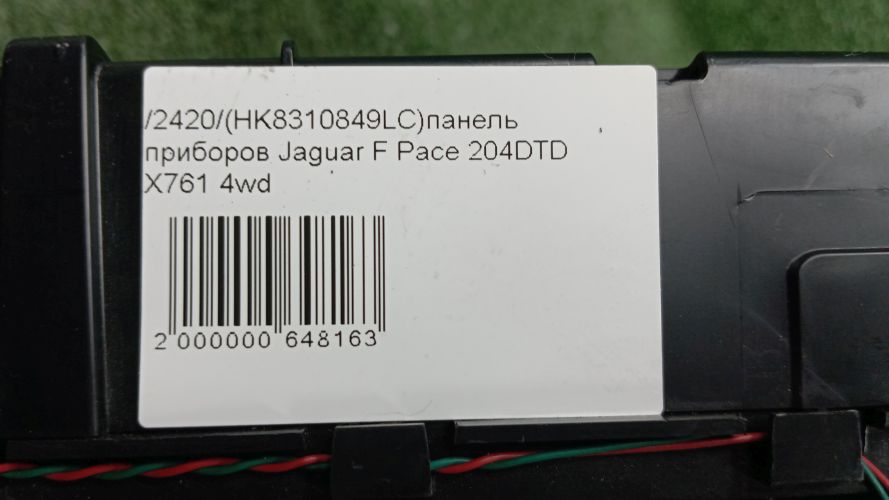 /2420/(HK8310849LC)панель
приборов Jaguar F Pace 204DTD
X761 4wd
2 000000 648163